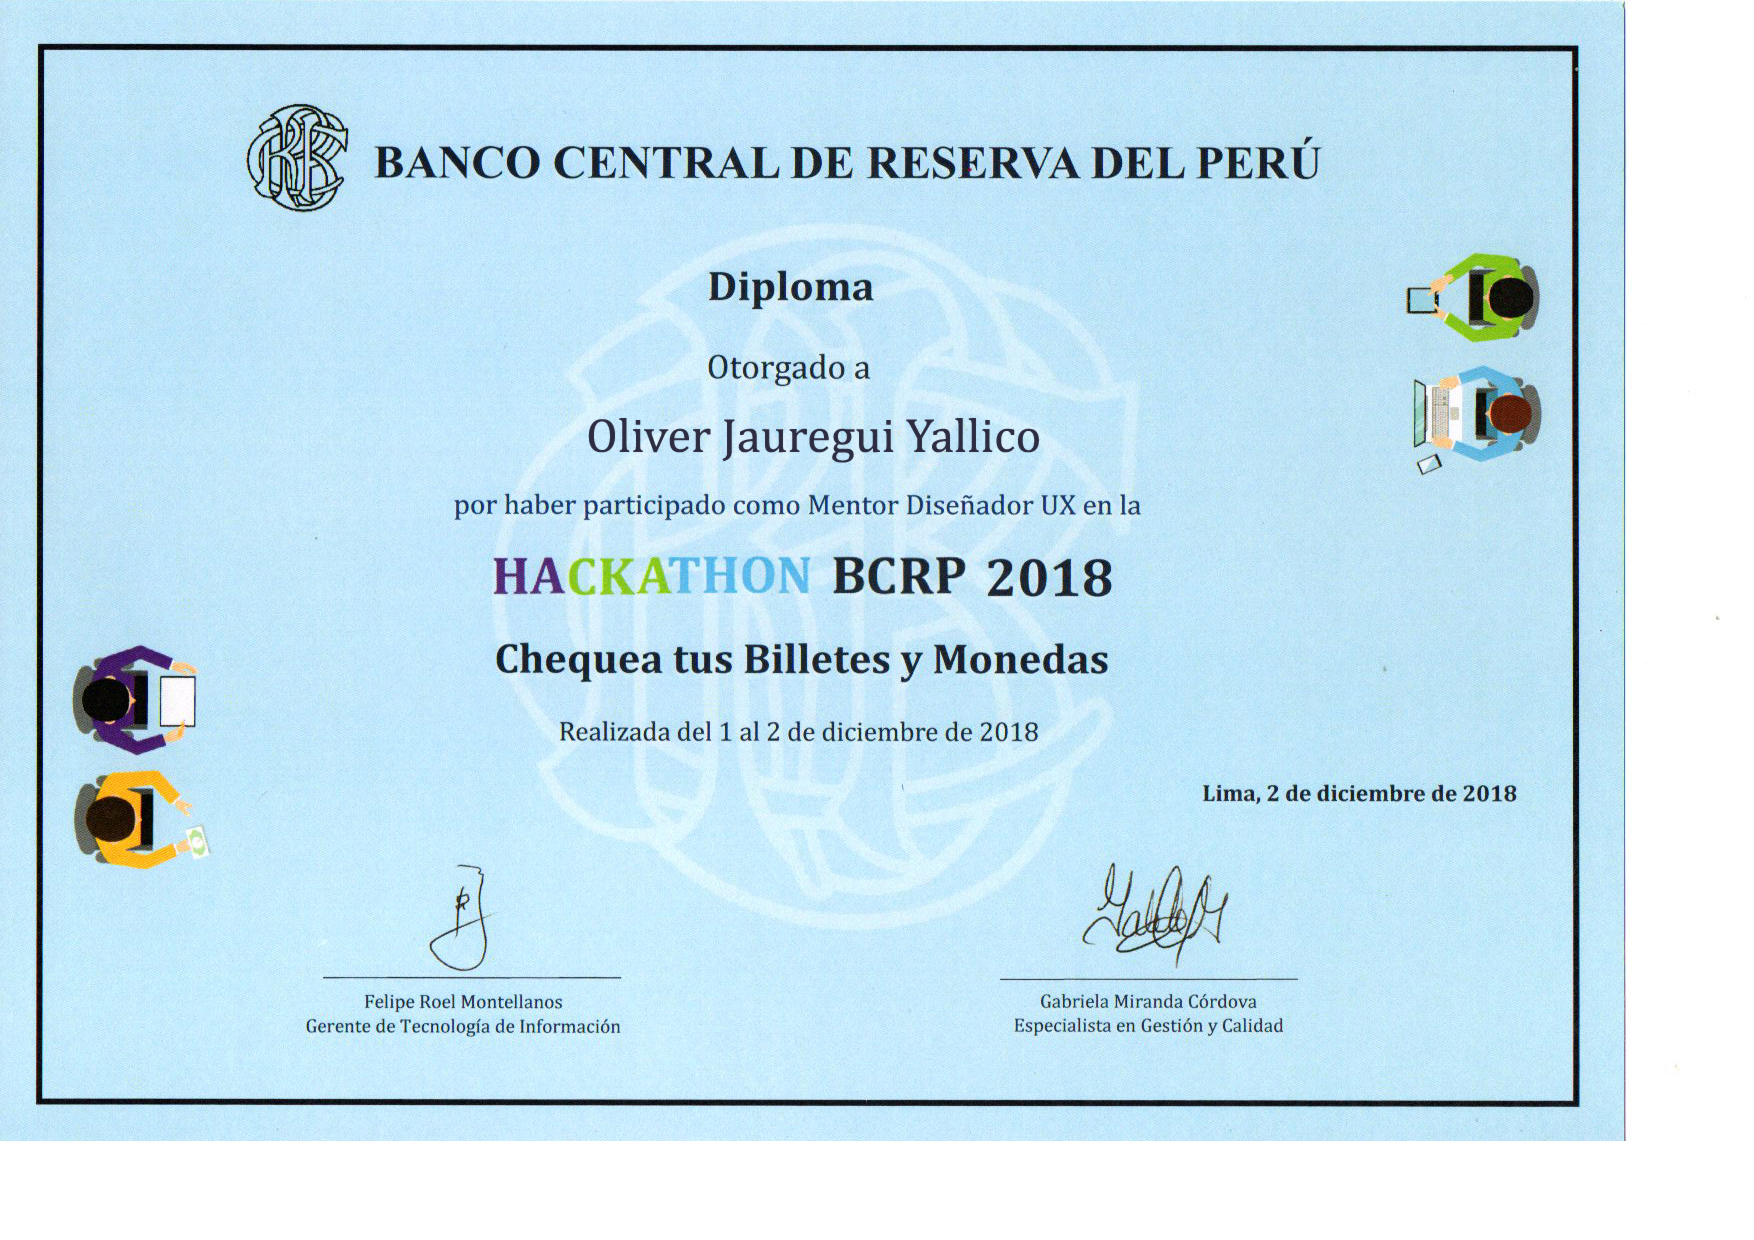 BANCO CENTRAL DE RESERVA DEL PERÚ
Diploma
Otorgado a
Oliver Jauregui Yallico
por haber participado como Mentor Diseñador UX en la
HACKATHON BCRP 2018
Chequea tus Billetes y Monedas
Realizada del 1 al 2 de diciembre de 2018
Lima, 2 de diciembre de 2018
Felipe Roel Montellanos
Gerente de Tecnología de Información
Gabriela Miranda Córdova
Especialista en Gestión y Calidad